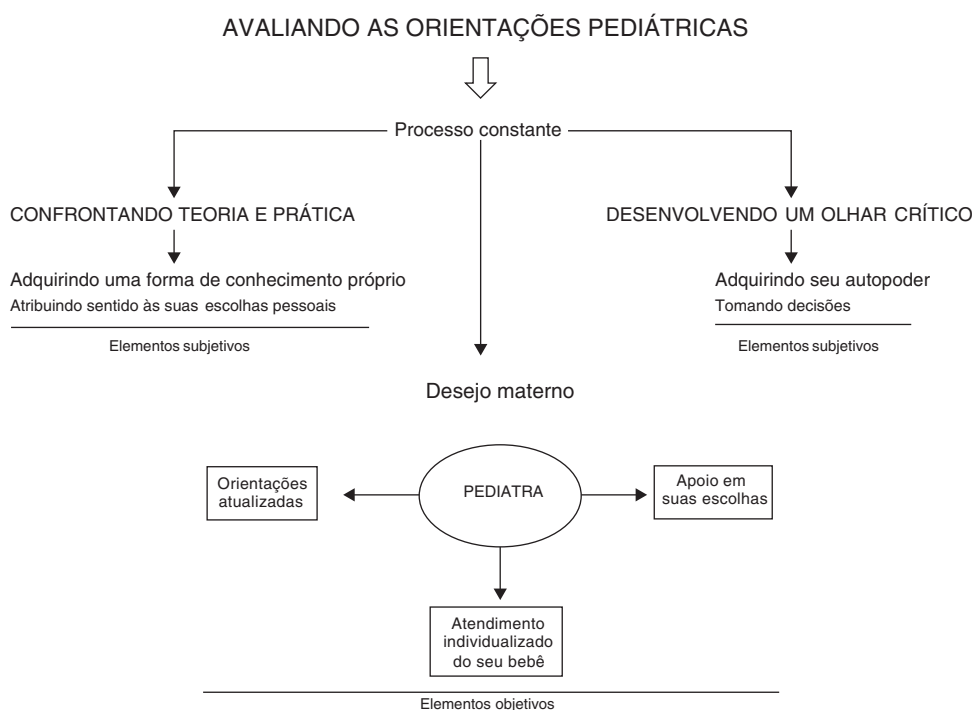 AVALIANDO AS ORIENTAÇÕES PEDIÁTRICAS
Processo constante
CONFRONTANDO TEORIA E PRÁTICA
Adquirindo uma forma de conhecimento próprio
Atribuindo sentido às suas escolhas pessoais
Elementos subjetivos
DESENVOLVENDO UM OLHAR CRÍTICO
Adquirindo seu autopoder
Tomando decisões
Elementos subjetivos
Desejo materno
PEDIATRA
Orientações
atualizadas
Apoio em
suas escolhas
Atendimento
individualizado
do seu bebê
Elementos objetivos